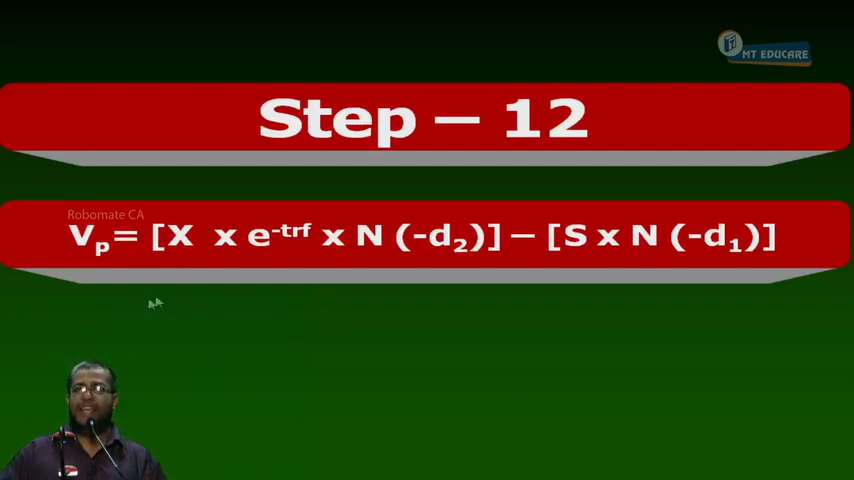 MT EDUCARE
Step – 12
Robomate CA
Vₚ= [X x e⁻ᵗʳᶠ x N (-d₂)] – [S x N (-d₁)]